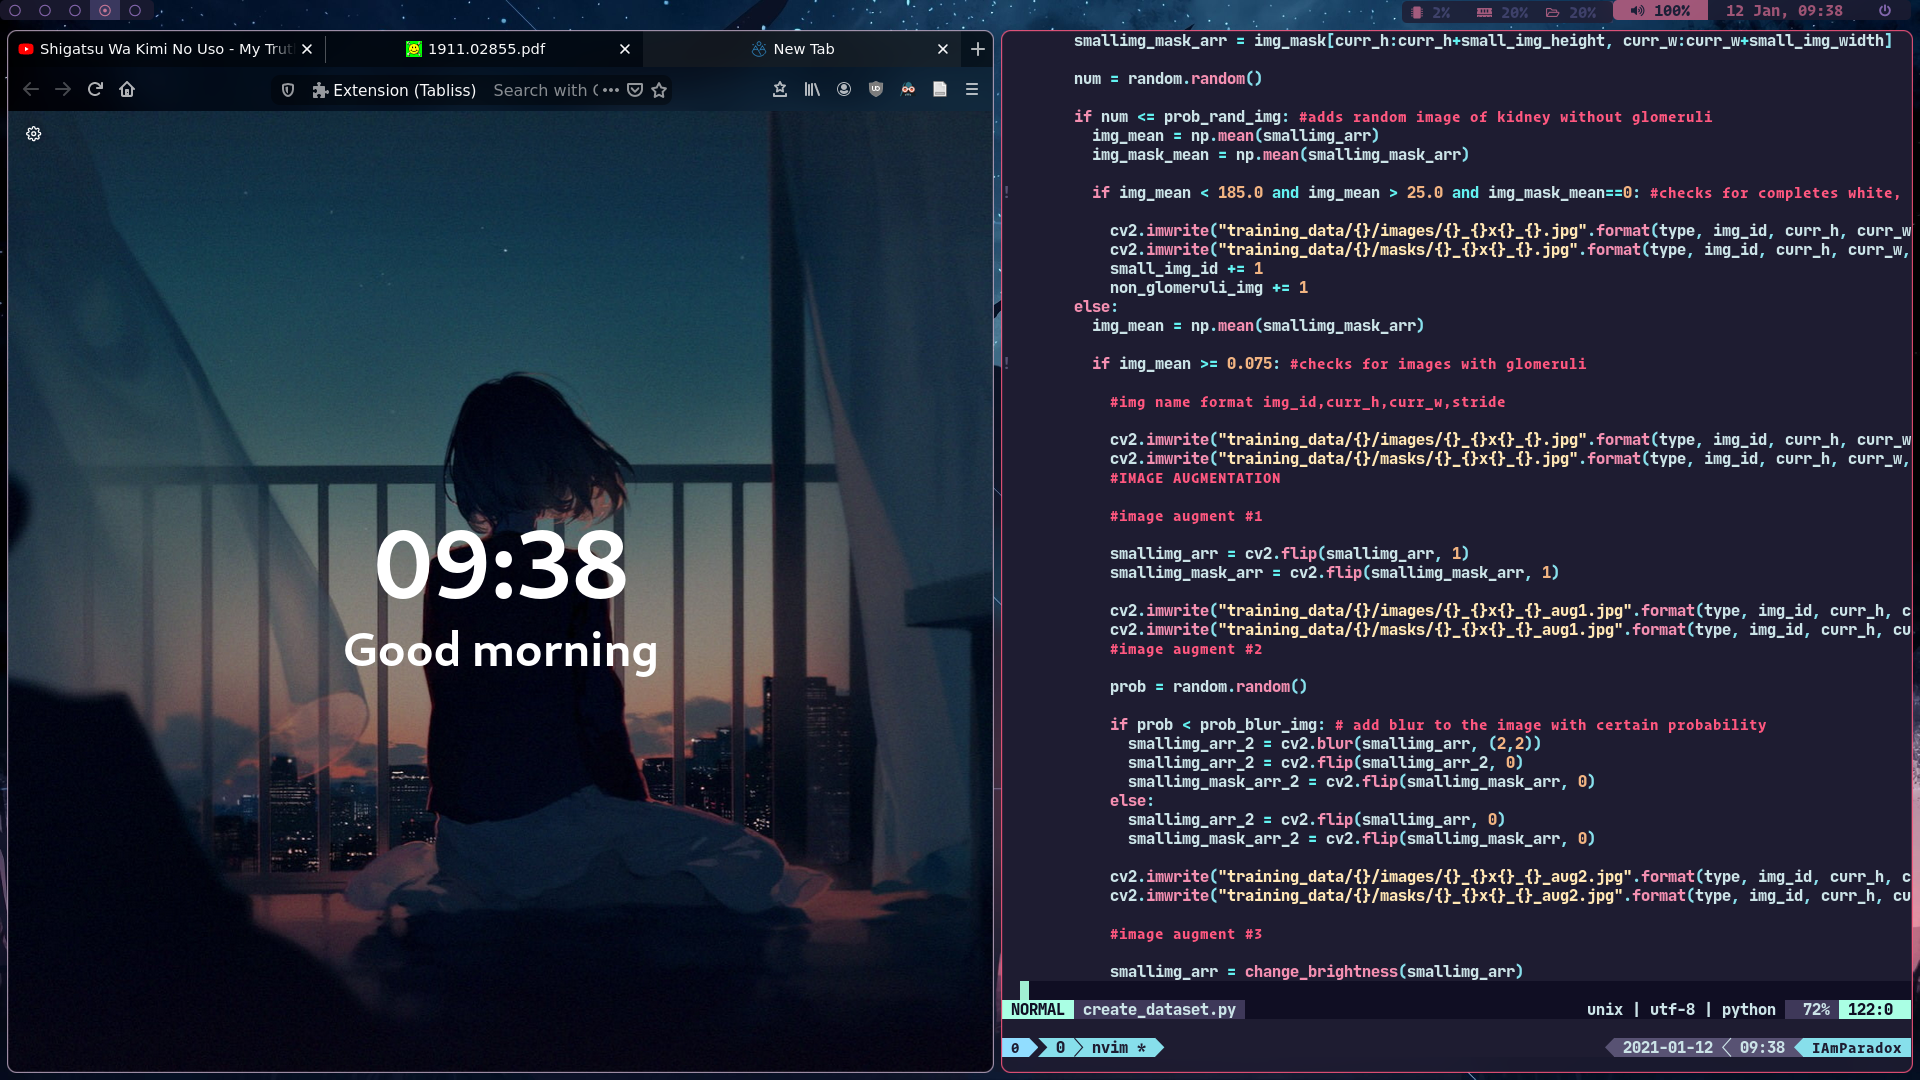 2% 20% 20% 100% 12 Jan, 09:38
Shigatsu Wa Kimi No Uso - My Trut
1911.02855.pdf
New Tab
Extension (Tabliss) Search with
09:38
Good morning
smallimg_mask_arr = img_mask[curr_h:curr_h+small_img_height, curr_w:curr_w+small_img_width]
num = random.random()
if num <= prob_rand_img: #adds random image of kidney without glomeruli
img_mean = np.mean(smallimg_arr)
img_mask_mean = np.mean(smallimg_mask_arr)
! if img_mean < 185.0 and img_mean > 25.0 and img_mask_mean==0: #checks for completes white,
cv2.imwrite("training_data/{}/images/{}_{}x{}_{}.jpg".format(type, img_id, curr_h, curr_w
cv2.imwrite("training_data/{}/masks/{}_{}x{}_{}.jpg".format(type, img_id, curr_h, curr_w,
small_img_id += 1
non_glomeruli_img += 1
else:
img_mean = np.mean(smallimg_mask_arr)
! if img_mean >= 0.075: #checks for images with glomeruli
#img name format img_id,curr_h,curr_w,stride
cv2.imwrite("training_data/{}/images/{}_{}x{}_{}.jpg".format(type, img_id, curr_h, curr_w
cv2.imwrite("training_data/{}/masks/{}_{}x{}_{}.jpg".format(type, img_id, curr_h, curr_w,
#IMAGE AUGMENTATION
#image augment #1
smallimg_arr = cv2.flip(smallimg_arr, 1)
smallimg_mask_arr = cv2.flip(smallimg_mask_arr, 1)
cv2.imwrite("training_data/{}/images/{}_{}x{}_{}_aug1.jpg".format(type, img_id, curr_h, c
cv2.imwrite("training_data/{}/masks/{}_{}x{}_{}_aug1.jpg".format(type, img_id, curr_h, cu
#image augment #2
prob = random.random()
if prob < prob_blur_img: # add blur to the image with certain probability
smallimg_arr_2 = cv2.blur(smallimg_arr, (2,2))
smallimg_arr_2 = cv2.flip(smallimg_arr_2, 0)
smallimg_mask_arr_2 = cv2.flip(smallimg_mask_arr, 0)
else:
smallimg_arr_2 = cv2.flip(smallimg_arr, 0)
smallimg_mask_arr_2 = cv2.flip(smallimg_mask_arr, 0)
cv2.imwrite("training_data/{}/images/{}_{}x{}_{}_aug2.jpg".format(type, img_id, curr_h, c
cv2.imwrite("training_data/{}/masks/{}_{}x{}_{}_aug2.jpg".format(type, img_id, curr_h, cu
#image augment #3
smallimg_arr = change_brightness(smallimg_arr)
NORMAL create_dataset.py unix | utf-8 | python 72% 122:0
0 0 nvim * 2021-01-12 09:38 IAmParadox